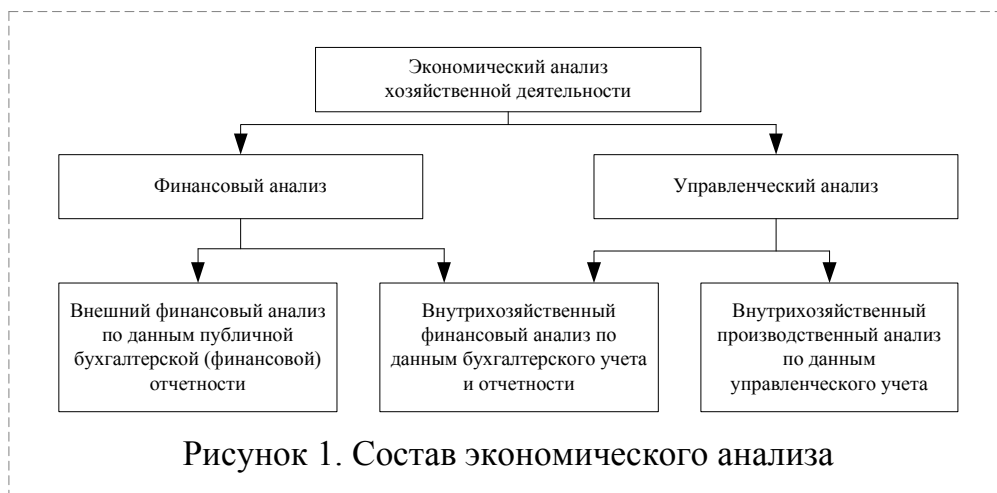 Экономический анализ
хозяйственной деятельности
Финансовый анализ
Управленческий анализ
Внешний финансовый анализ
по данным публичной
бухгалтерской (финансовой)
отчетности
Внутрихозяйственный
финансовый анализ по
данным бухгалтерского учета
и отчетности
Внутрихозяйственный
производственный анализ
по данным
управленческого учета
Рисунок 1. Состав экономического анализа